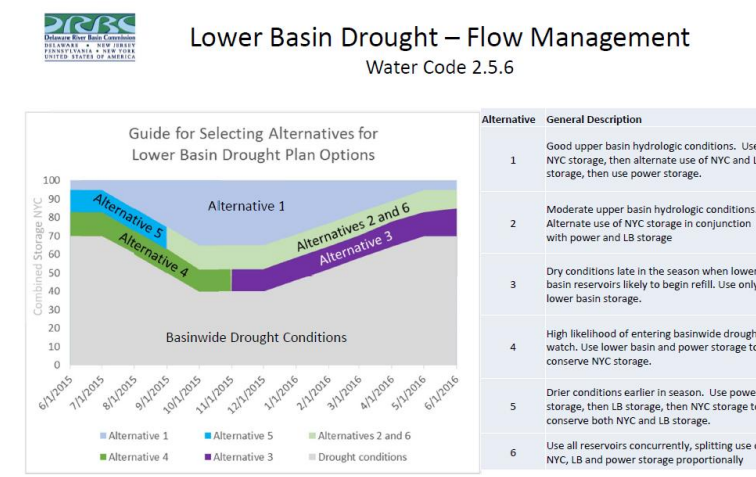 DRBC
Delaware River Basin Commission
DELAWARE • NEW JERSEY
PENNSYLVANIA • NEW YORK
UNITED STATES OF AMERICA
Lower Basin Drought – Flow Management
Water Code 2.5.6
Guide for Selecting Alternatives for
Lower Basin Drought Plan Options
Combined Storage NYC
100
90
80
70
60
50
40
30
20
10
0
Alternative 1
Alternative 5
Alternative 4
Alternatives 2 and 6
Alternative 3
Basinwide Drought Conditions
6/1/2015 7/1/2015 8/1/2015 9/1/2015 10/1/2015 11/1/2015 12/1/2015 1/1/2016 2/1/2016 3/1/2016 4/1/2016 5/1/2016 6/1/2016
Alternative 1 Alternative 5 Alternatives 2 and 6
Alternative 4 Alternative 3 Drought conditions
Alternative General Description
1
Good upper basin hydrologic conditions. Use
NYC storage, then alternate use of NYC and L
storage, then use power storage.
2
Moderate upper basin hydrologic conditions.
Alternate use of NYC storage in conjunction
with power and LB storage
3
Dry conditions late in the season when lower
basin reservoirs likely to begin refill. Use only
lower basin storage.
4
High likelihood of entering basinwide drough
watch. Use lower basin and power storage to
conserve NYC storage.
5
Drier conditions earlier in season. Use powe
storage, then LB storage, then NYC storage to
conserve both NYC and LB storage.
6
Use all reservoirs concurrently, splitting use
NYC, LB and power storage proportionally